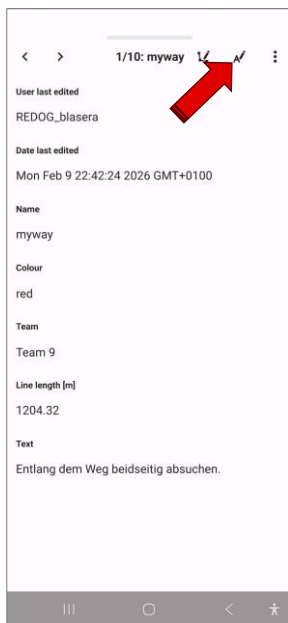 1/10: myway
User last edited
REDOG_blasera
Date last edited
Mon Feb 9 22:42:24 2026 GMT+0100
Name
myway
Colour
red
Team
Team 9
Line length [m]
1204.32
Text
Entlang dem Weg beidseitig absuchen.